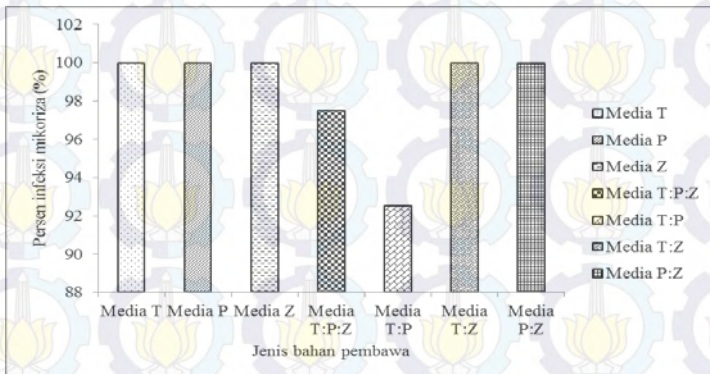 Persen infeksi mikoriza (%)
102
100
98
96
94
92
90
88
Media T
Media P
Media Z
Media
T:P:Z
Media
T:P
Media
T:Z
Media
P:Z
Jenis bahan pembawa
Media T
Media P
Media Z
Media T:P:Z
Media T:P
Media T:Z
Media P:Z